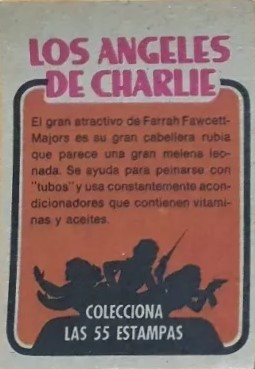 LOS ANGELES
DE CHARLIE
El gran atractivo de Farrah Fawcett-
Majors es su gran cabellera rubia
que parece una gran melena leo-
nada. Se ayuda para peinarse con
"tubos" y usa constantemente acon-
dicionadores que contienen vitami-
nas y aceites.
COLECCIONA
LAS 55 ESTAMPAS